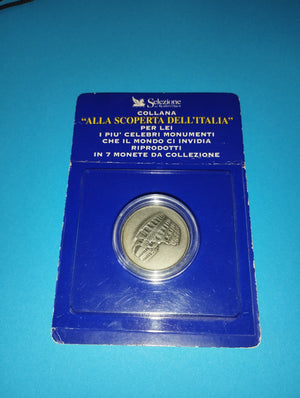 Selezione
COLLANA
"ALLA SCOPERTA DELL'ITALIA"
PER LEI
I PIU' CELEBRI MONUMENTI
CHE IL MONDO CI INVIDIA
RIPRODOTTI
IN 7 MONETE DA COLLEZIONE